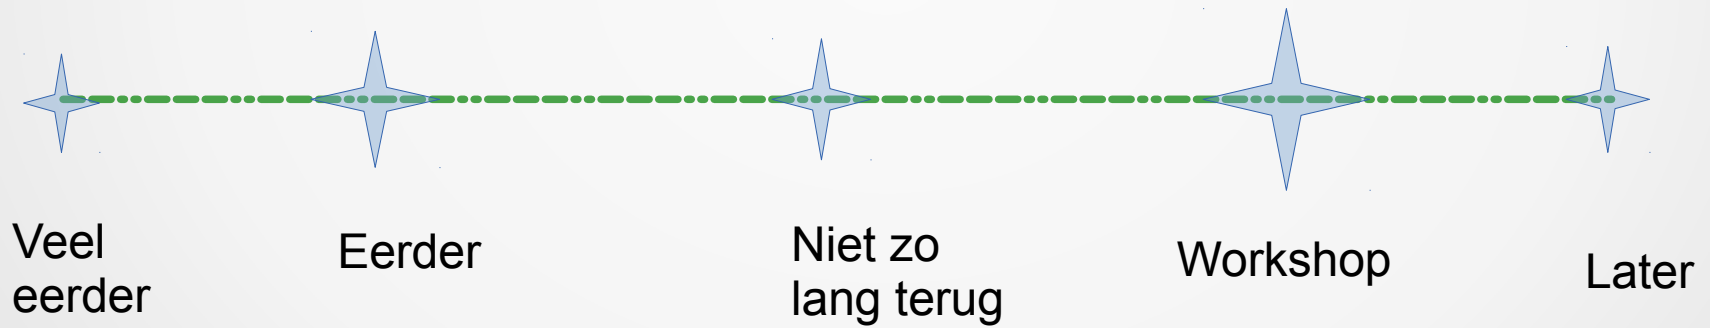 Veel
eerder
Eerder
Niet zo
lang terug
Workshop
Later